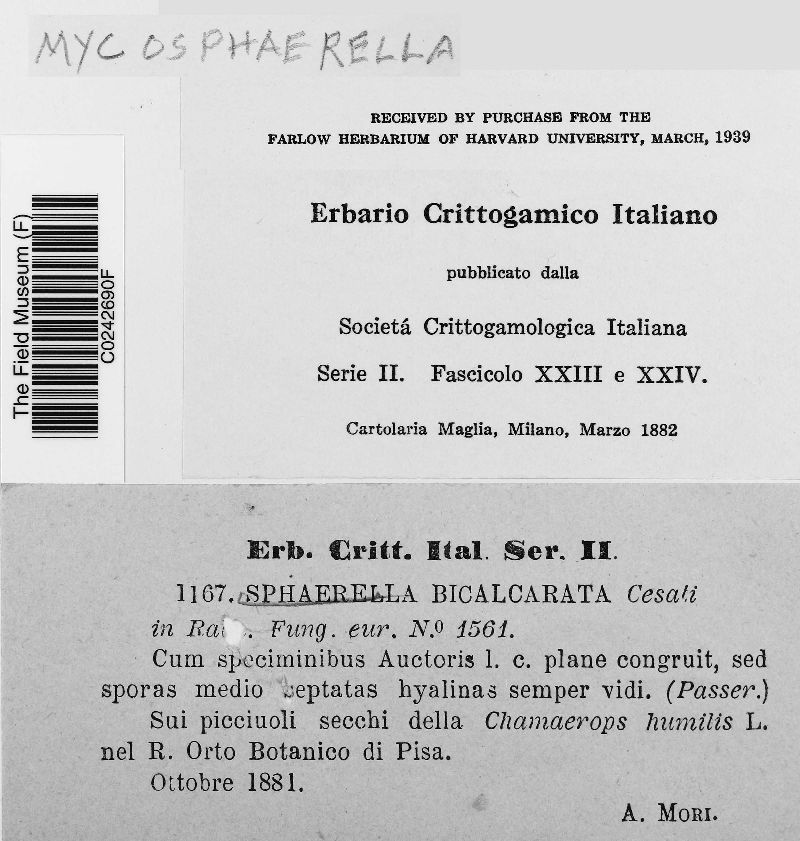 MYCOSPHAERELLA
RECEIVED BY PURCHASE FROM THE
FARLOW HERBARIUM OF HARVARD UNIVERSITY, MARCH, 1939
The Field Museum (F)
C0242690F
Erbario Crittogamico Italiano
pubblicato dalla
Societá Crittogamologica Italiana
Serie II. Fascicolo XXIII e XXIV.
Cartolaria Maglia, Milano, Marzo 1882
Erb. Critt. Ital. Ser. II.
1167. SPHAERELLA BICALCARATA Cesati
in Fung. eur. N.º 1561.
Cum speciminibus Auctoris l. c. plane congruit, sed
sporas medio septatas hyalinas semper vidi. (Passer.)
Sui picciuoli secchi della Chamaerops humilis L.
nel R. Orto Botanico di Pisa.
Ottobre 1881.
A. MORI.